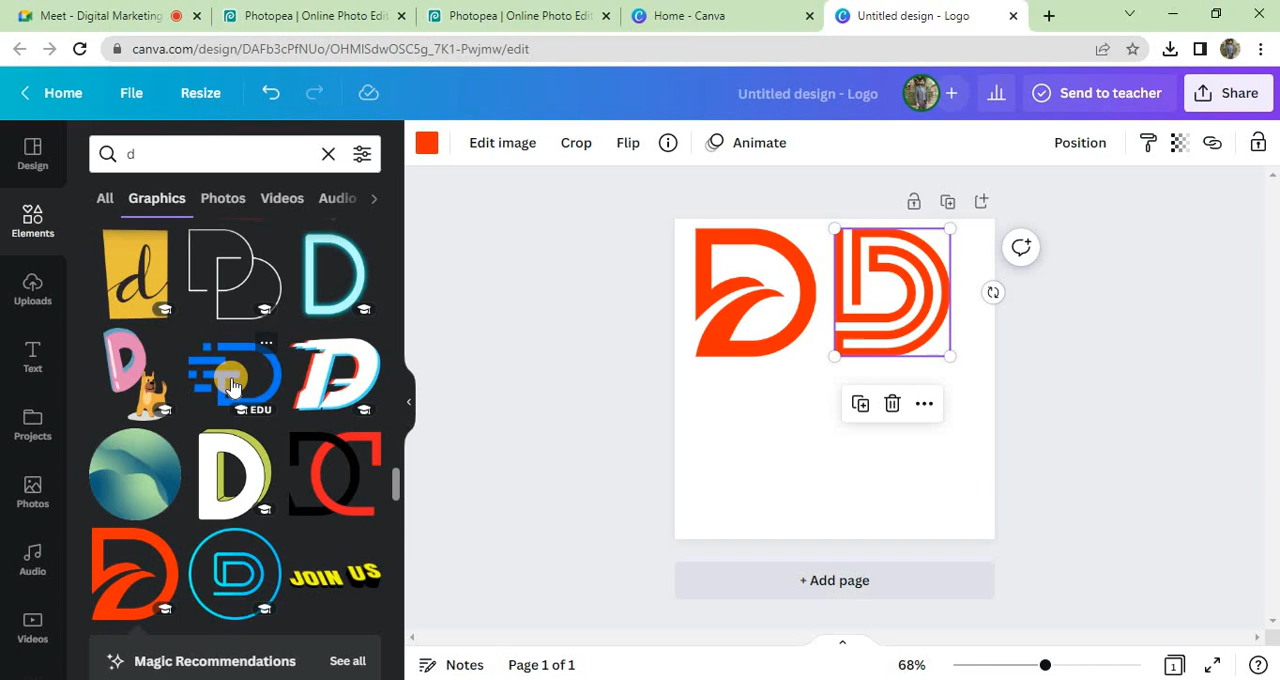 Meet - Digital Marketing
Photopea | Online Photo Edit
Photopea | Online Photo Edit
Home - Canva
Untitled design - Logo
canva.com/design/DAFb3cPfNUo/OHMlSdwOSC5g_7K1-Pwjmw/edit
Home
File
Resize
Untitled design - Logo
Send to teacher
Share
Design
Elements
Uploads
Text
Projects
Photos
Audio
Videos
d
All
Graphics
Photos
Videos
Audio
d
D
D
D
EDU
D
D
JOIN US
Magic Recommendations
See all
Edit image
Crop
Flip
Animate
Position
D
D
+ Add page
Notes
Page 1 of 1
68%
1